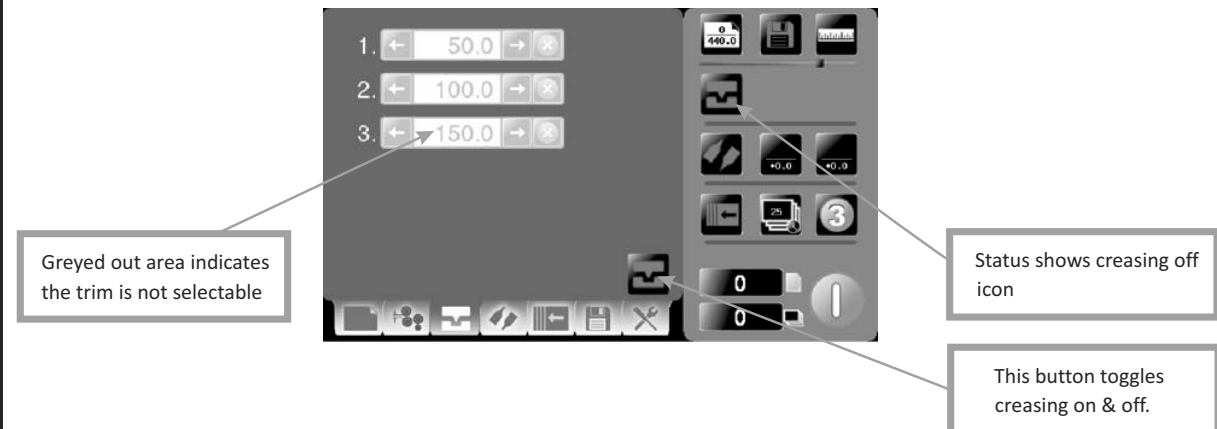 1. 50.0
2. 100.0
3. 150.0
0
440.0
+0.0 +0.0
25 3
0
0
Greyed out area indicates
the trim is not selectable
Status shows creasing off
icon
This button toggles
creasing on & off.